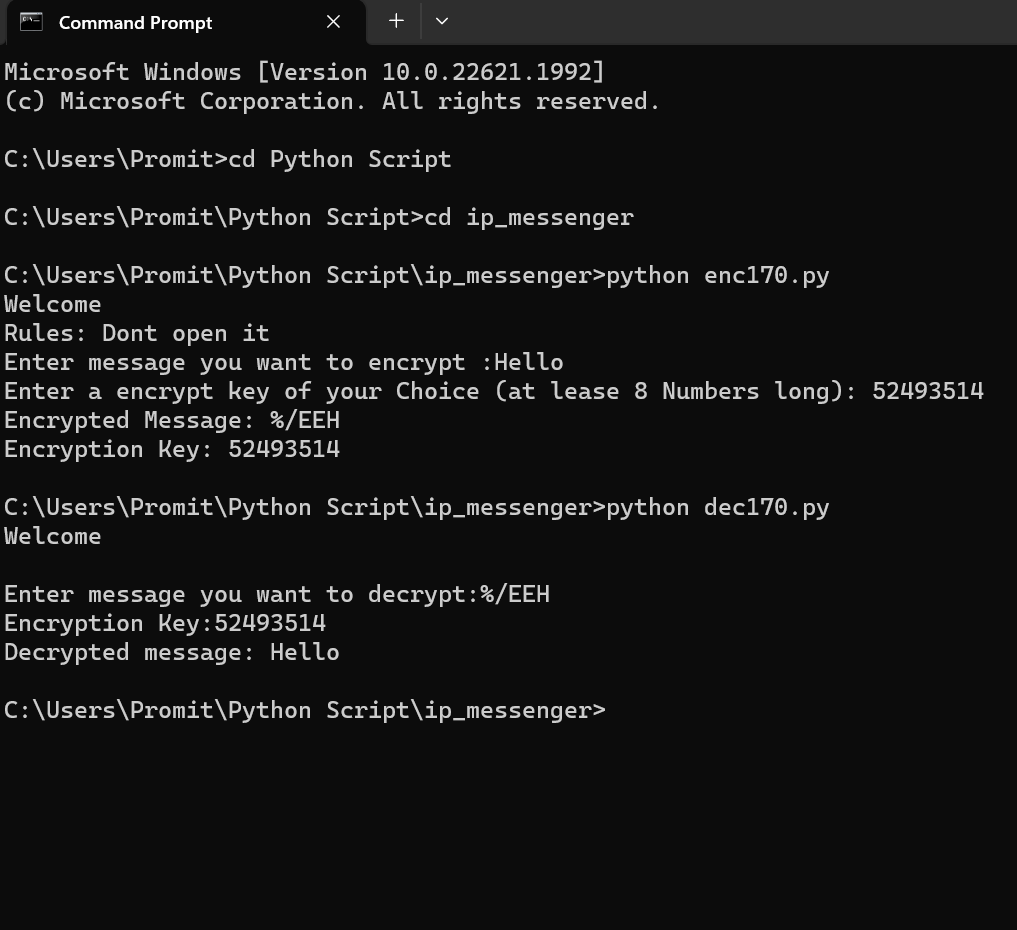 Command Prompt
Microsoft Windows [Version 10.0.22621.1992]
(c) Microsoft Corporation. All rights reserved.
C:\Users\Promit>cd Python Script
C:\Users\Promit\Python Script>cd ip_messenger
C:\Users\Promit\Python Script\ip_messenger>python enc170.py
Welcome
Rules: Dont open it
Enter message you want to encrypt :Hello
Enter a encrypt key of your Choice (at lease 8 Numbers long): 52493514
Encrypted Message: %/EEH
Encryption Key: 52493514
C:\Users\Promit\Python Script\ip_messenger>python dec170.py
Welcome
Enter message you want to decrypt:%/EEH
Encryption Key:52493514
Decrypted message: Hello
C:\Users\Promit\Python Script\ip_messenger>